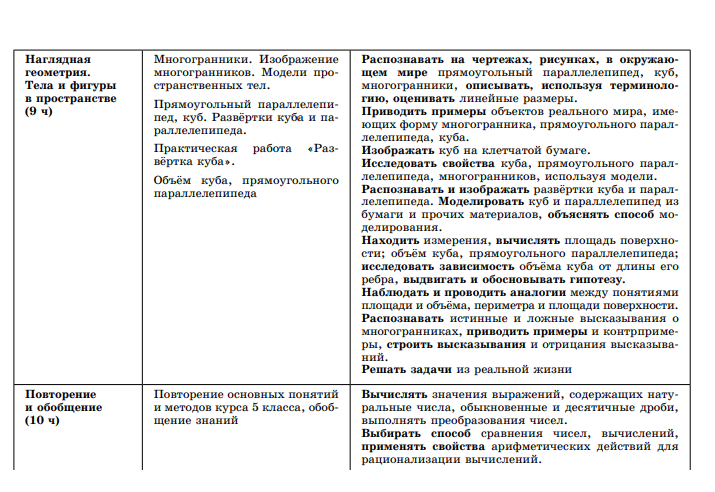 Наглядная
геометрия.
Тела и фигуры
в пространстве
(9 ч)
Многогранники. Изображение
многогранников. Модели про-
странственных тел.
Прямоугольный параллелепи-
пед, куб. Развёртки куба и па-
раллелепипеда.
Практическая работа «Раз-
вёртка куба».
Объём куба, прямоугольного
параллелепипеда
Распознавать на чертежах, рисунках, в окружаю-
щем мире прямоугольный параллелепипед, куб,
многогранники, описывать, используя терминоло-
гию, оценивать линейные размеры.
Приводить примеры объектов реального мира, име-
ющих форму многогранника, прямоугольного парал-
лелепипеда, куба.
Изображать куб на клетчатой бумаге.
Исследовать свойства куба, прямоугольного парал-
лелепипеда, многогранников, используя модели.
Распознавать и изображать развёртки куба и парал-
лелепипеда. Моделировать куб и параллелепипед из
бумаги и прочих материалов, объяснять способ мо-
делирования.
Находить измерения, вычислять площадь поверхно-
сти; объём куба, прямоугольного параллелепипеда;
исследовать зависимость объёма куба от длины его
ребра, выдвигать и обосновывать гипотезу.
Наблюдать и проводить аналогии между понятиями
площади и объёма, периметра и площади поверхности.
Распознавать истинные и ложные высказывания о
многогранниках, приводить примеры и контрприме-
ры, строить высказывания и отрицания высказыва-
ний.
Решать задачи из реальной жизни
Повторение
и обобщение
(10 ч)
Повторение основных понятий
и методов курса 5 класса, обоб-
щение знаний
Вычислять значения выражений, содержащих нату-
ральные числа, обыкновенные и десятичные дроби,
выполнять преобразования чисел.
Выбирать способ сравнения чисел, вычислений,
применять свойства арифметических действий для
рационализации вычислений.